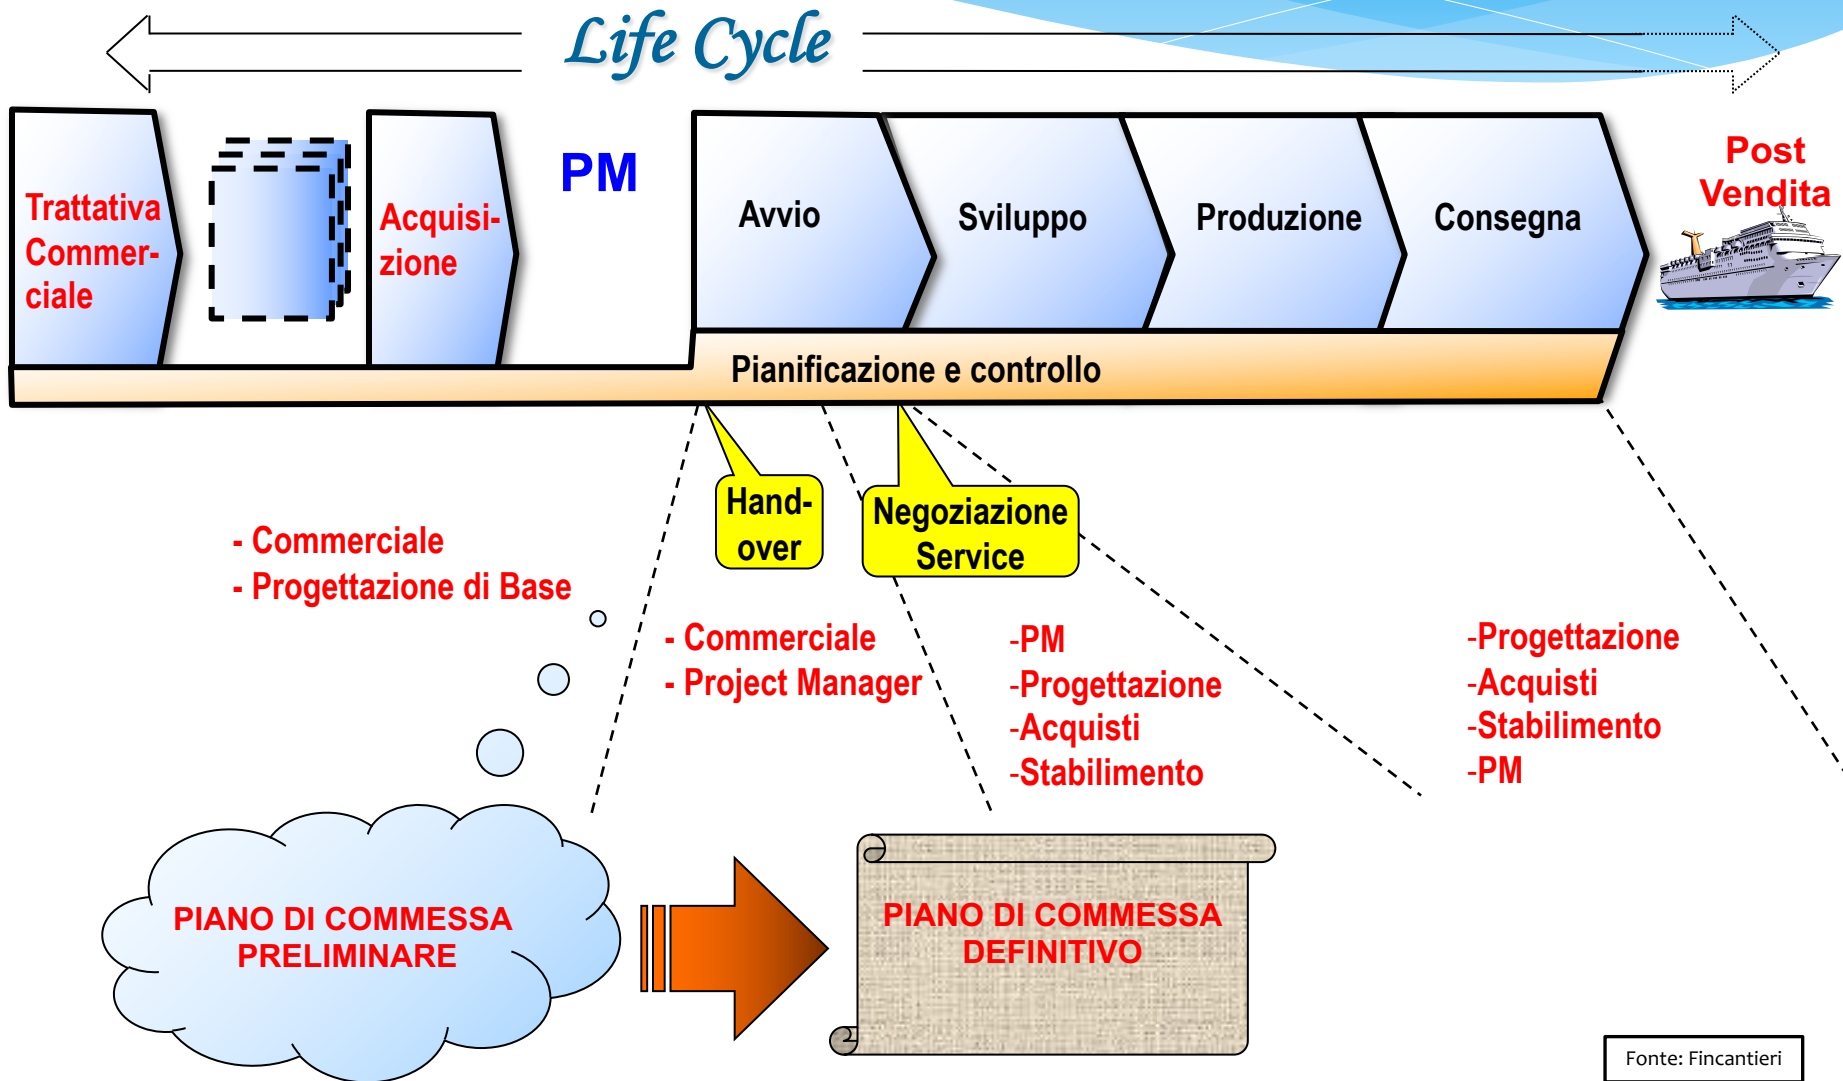 Life Cycle
Trattativa
Commer-
ciale
Acquisi-
zione
PM
Avvio
Sviluppo
Produzione
Consegna
Post
Vendita
Pianificazione e controllo
Hand-
over
Negoziazione
Service
- Commerciale
- Progettazione di Base
- Commerciale
- Project Manager
-PM
-Progettazione
-Acquisti
-Stabilimento
-Progettazione
-Acquisti
-Stabilimento
-PM
PIANO DI COMMESSA
PRELIMINARE
PIANO DI COMMESSA
DEFINITIVO
Fonte: Fincantieri